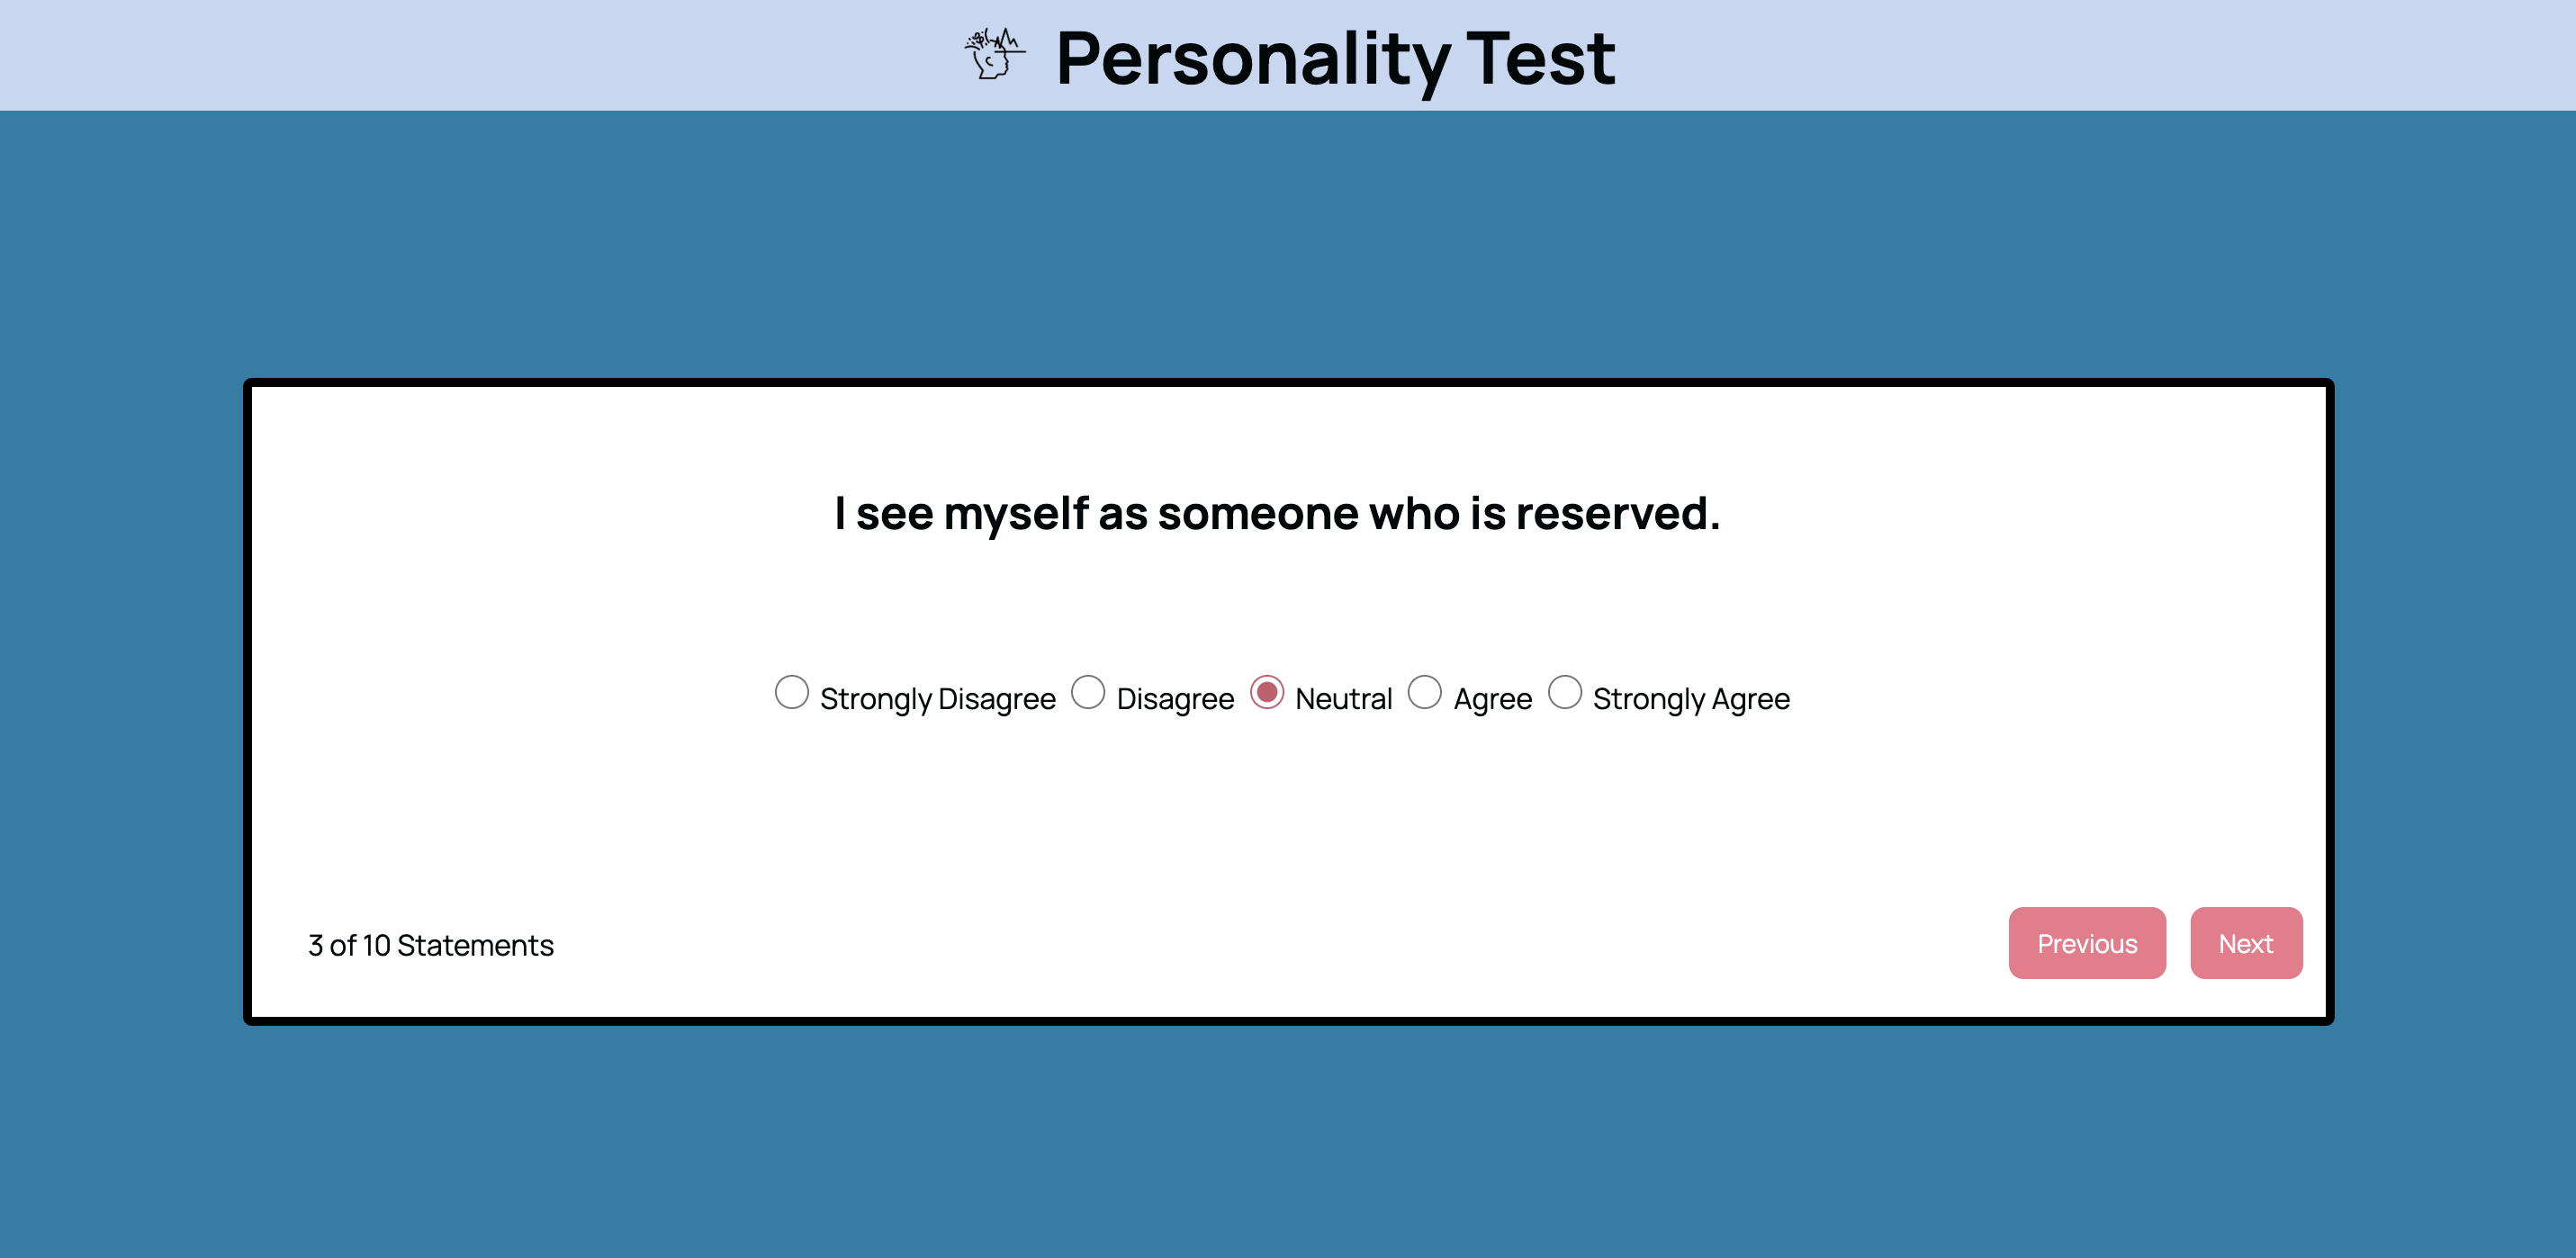 Personality Test
I see myself as someone who is reserved.
Strongly Disagree Disagree Neutral Agree Strongly Agree
3 of 10 Statements
Previous Next